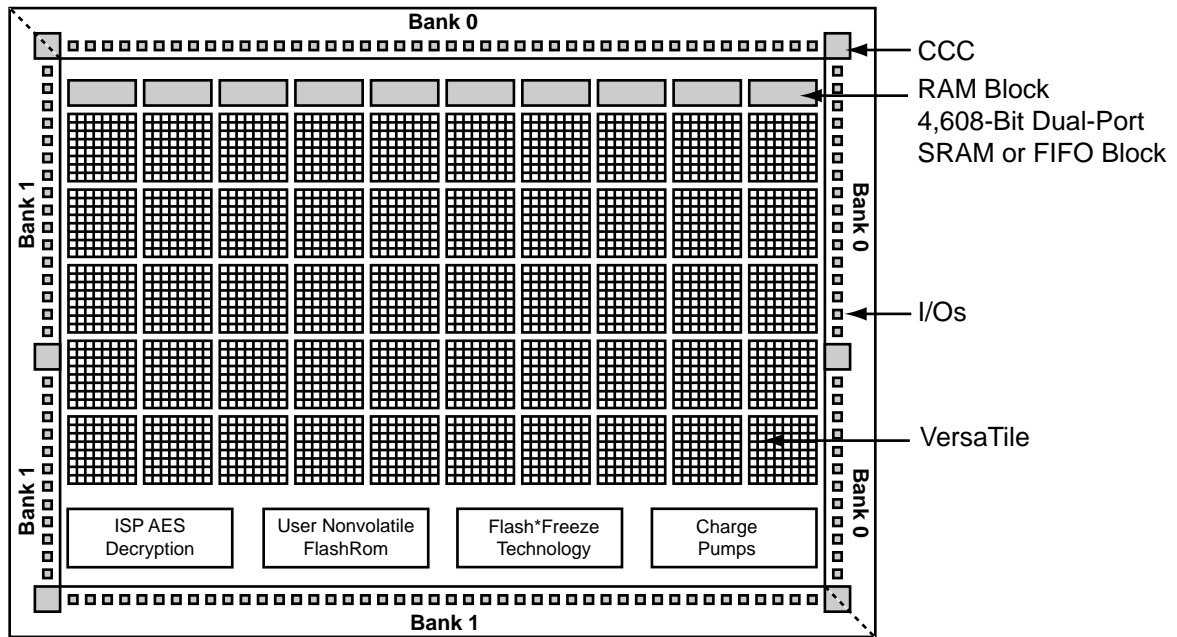 Bank 0
CCC
RAM Block
4,608-Bit Dual-Port
SRAM or FIFO Block
Bank 1
Bank 0
I/Os
VersaTile
Bank 1
Bank 0
ISP AES
Decryption
User Nonvolatile
FlashRom
Flash*Freeze
Technology
Charge
Pumps
Bank 1